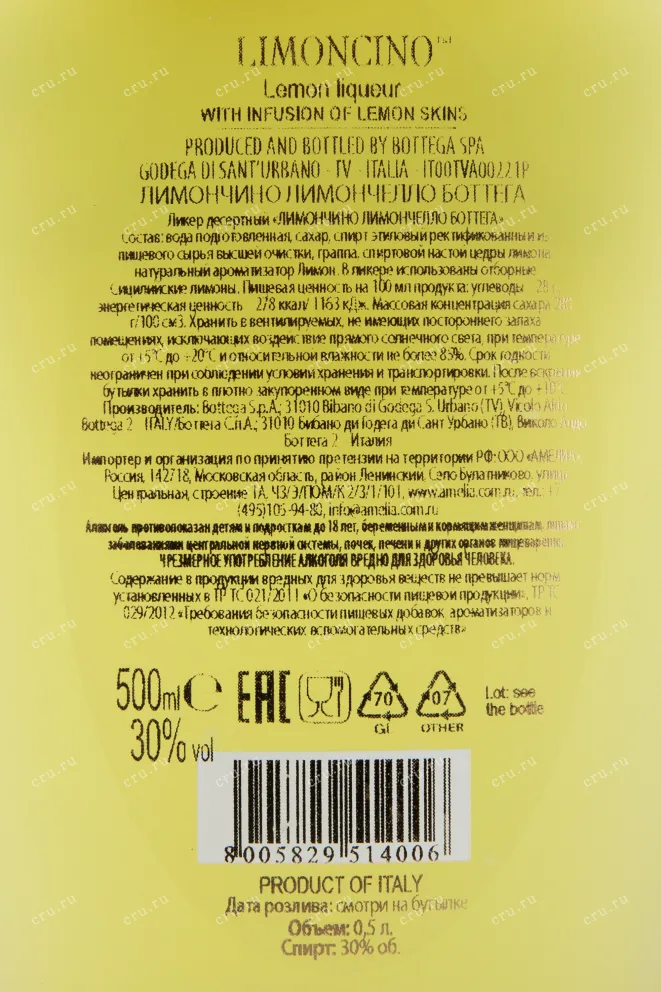 LIMONCINO™
Lemon liqueur
WITH INFUSION OF LEMON SKINS
PRODUCED AND BOTTLED BY BOTTEGA SPA
GODEGA DI SANT'URBANO - TV - ITALIA - IT00TVA00221P
ЛИМОНЧИНО ЛИМОНЧЕЛЛО БОТТЕГА
Ликер десертный «ЛИМОНЧИНО ЛИМОНЧЕЛЛО БОТТЕГА»
Состав: вода подготовленная, сахар, спирт этиловый ректификованный из
пищевого сырья высшей очистки, граппа, спиртовой настой цедры лимона,
натуральный ароматизатор Лимон. В ликере использованы отборные
сицилийские лимоны. Пищевая ценность на 100 мл продукта: углеводы - 28 г,
энергетическая ценность - 278 ккал/ 1163 кДж. Массовая концентрация сахара 280
г/100 см3. Хранить в вентилируемых, не имеющих постороннего запаха
помещениях, исключающих воздействие прямого солнечного света, при температуре
от +5°С до +20°С и относительной влажности не более 85%. Срок годности
неограничен при соблюдении условий хранения и транспортировки. После вскрытия
бутылки хранить в плотно закупоренном виде при температуре от +5°С до +10°С
Производитель: Bottega S.p.A.; 31010 Bibano di Godega S. Urbano (TV), Vicolo Aldo
Bottega 2 - ITALY/Боттега С.п.А.; 31010 Бибано ди Годега ди Сант Урбано (ТВ), Виколо Альдо
Боттега 2 - Италия
Импортер и организация по принятию претензии на территории РФ: ООО «АМЕЛИЯ»
Россия, 142718, Московская область, район Ленинский, Село Булатниково, улица
Центральная, строение 1А, ЧЗ/Э/ПОМ/К 2/3/1/101, www.amelia.com.ru, тел.: +7
(495)105-94-80, info@amelia.com.ru
Алкоголь противопоказан детям и подросткам до 18 лет, беременным и кормящим женщинам, лицам с
заболеваниями центральной нервной системы, почек, печени и других органов пищеварения.
ЧРЕЗМЕРНОЕ УПОТРЕБЛЕНИЕ АЛКОГОЛЯ ВРЕДНО ДЛЯ ЗДОРОВЬЯ ЧЕЛОВЕКА.
Содержание в продукции вредных для здоровья веществ не превышает норм
установленных в ТР ТС 021/2011 «О безопасности пищевой продукции», ТР ТС
029/2012 «Требования безопасности пищевых добавок, ароматизаторов и
технологических вспомогательных средств»
500ml e EAC 70 07 Lot: see
GL OTHER the bottle
30% vol
8 005829 514006
PRODUCT OF ITALY
Дата розлива: смотри на бутылке
Объем: 0,5 л.
Спирт: 30% об.
cru.ru